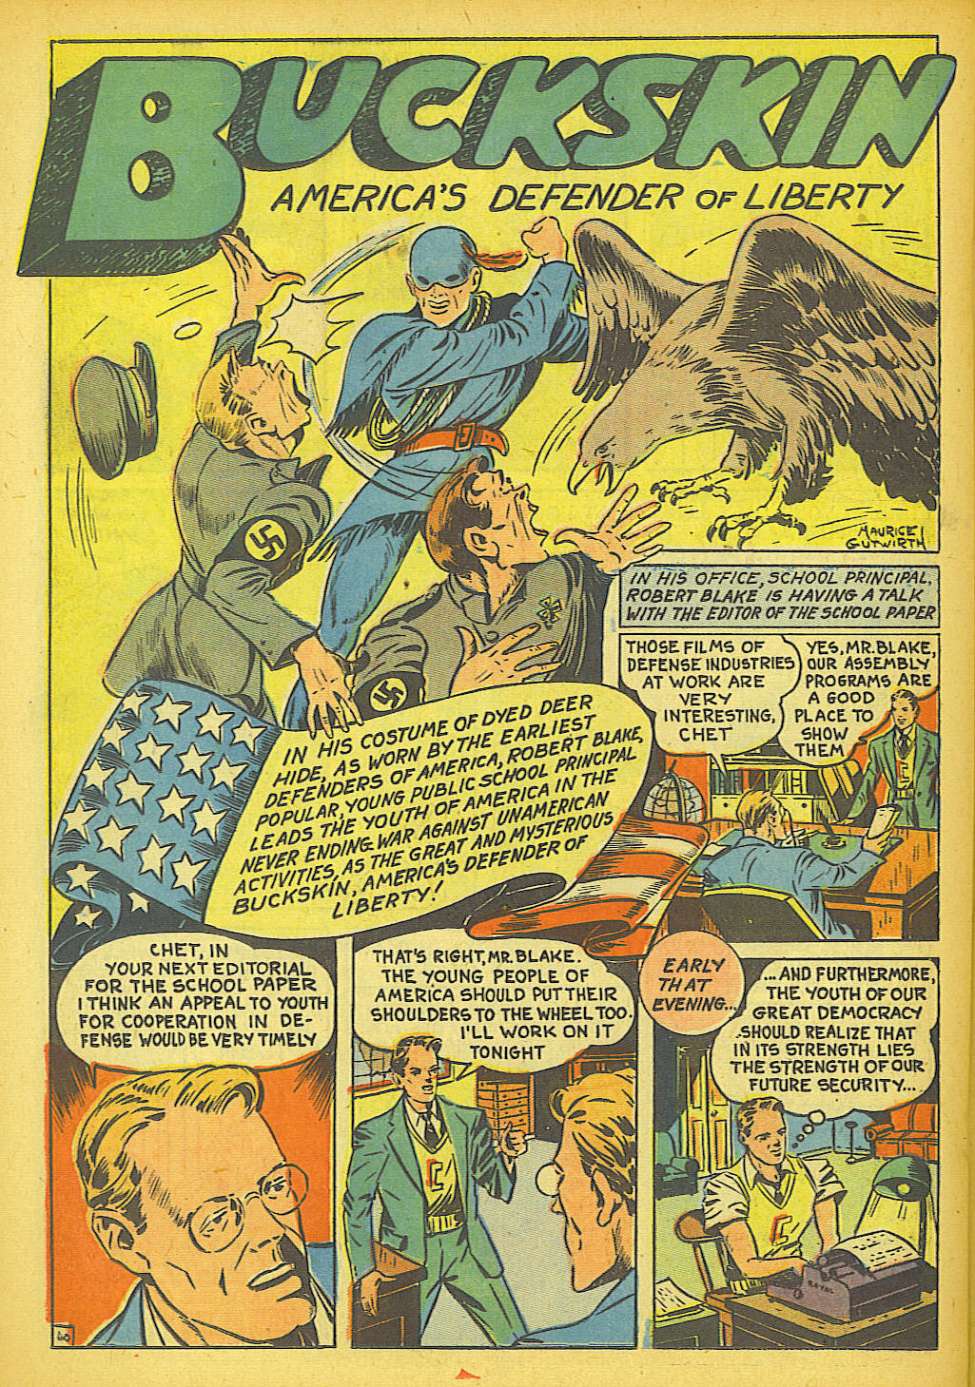 BUCKSKIN
AMERICA'S DEFENDER OF LIBERTY
MAURICE
GUTWIRTH
IN HIS COSTUME OF DYED DEER
HIDE, AS WORN BY THE EARLIEST
DEFENDERS OF AMERICA, ROBERT BLAKE,
POPULAR, YOUNG PUBLIC SCHOOL PRINCIPAL
LEADS THE YOUTH OF AMERICA IN THE
NEVER ENDING WAR AGAINST UNAMERICAN
ACTIVITIES, AS THE GREAT AND MYSTERIOUS
BUCKSKIN, AMERICA'S DEFENDER OF
LIBERTY!
IN HIS OFFICE, SCHOOL PRINCIPAL,
ROBERT BLAKE IS HAVING A TALK
WITH THE EDITOR OF THE SCHOOL PAPER
THOSE FILMS OF
DEFENSE INDUSTRIES
AT WORK ARE
VERY
INTERESTING,
CHET
YES, MR. BLAKE,
OUR ASSEMBLY
PROGRAMS ARE
A GOOD
PLACE TO
SHOW
THEM
C
CHET, IN
YOUR NEXT EDITORIAL
FOR THE SCHOOL PAPER
I THINK AN APPEAL TO YOUTH
FOR COOPERATION IN DE-
FENSE WOULD BE VERY TIMELY
60
THAT'S RIGHT, MR. BLAKE.
THE YOUNG PEOPLE OF
AMERICA SHOULD PUT THEIR
SHOULDERS TO THE WHEEL TOO.
I'LL WORK ON IT
TONIGHT
C
EARLY
THAT
EVENING...
...AND FURTHERMORE,
THE YOUTH OF OUR
GREAT DEMOCRACY
SHOULD REALIZE THAT
IN ITS STRENGTH LIES
THE STRENGTH OF OUR
FUTURE SECURITY...
C
ROYAL